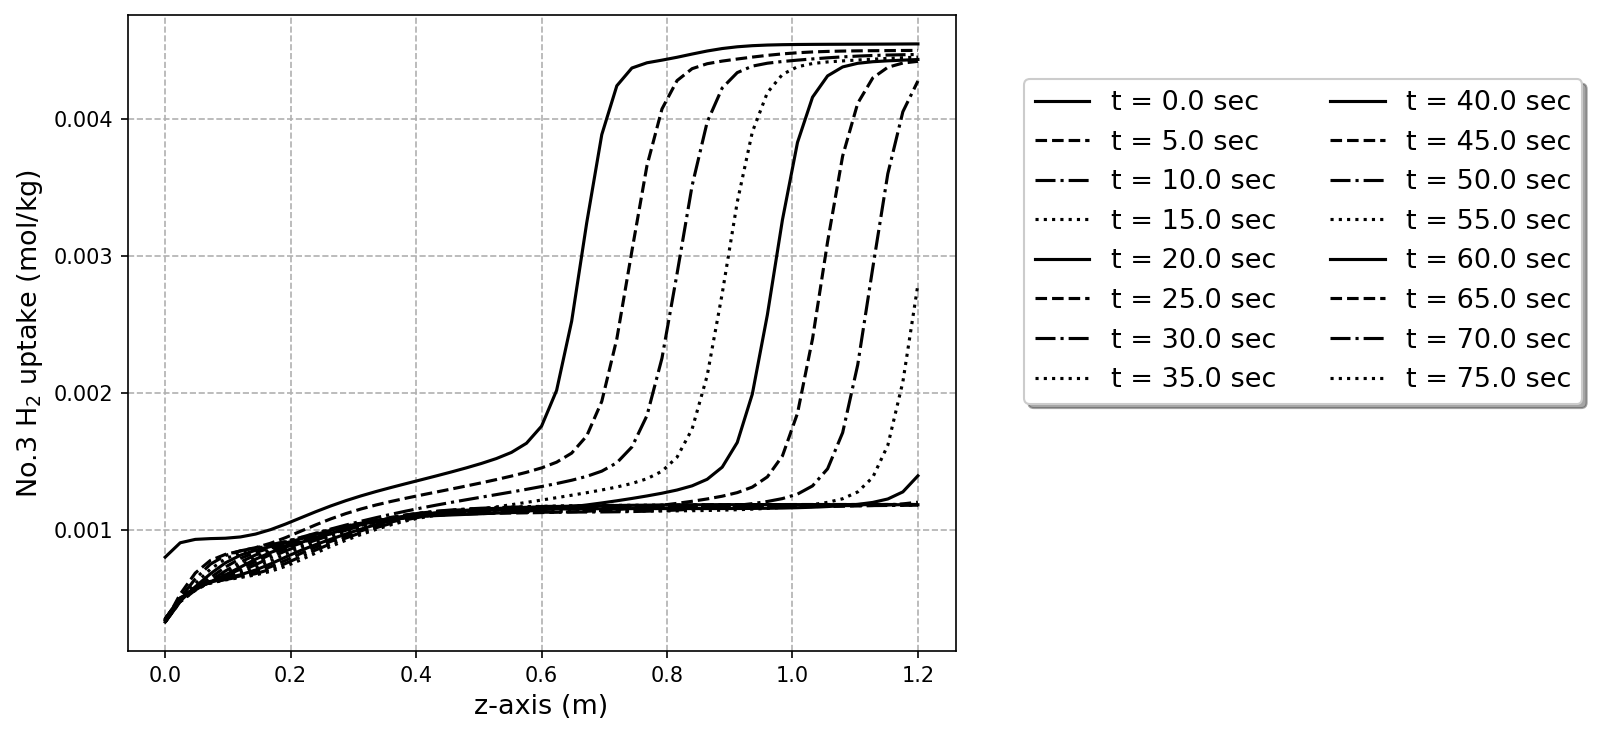 0.004
0.003
0.002
0.001
No.3 H₂ uptake (mol/kg)
0.0 0.2 0.4 0.6 0.8 1.0 1.2
z-axis (m)
t = 0.0 sec
t = 5.0 sec
t = 10.0 sec
t = 15.0 sec
t = 20.0 sec
t = 25.0 sec
t = 30.0 sec
t = 35.0 sec
t = 40.0 sec
t = 45.0 sec
t = 50.0 sec
t = 55.0 sec
t = 60.0 sec
t = 65.0 sec
t = 70.0 sec
t = 75.0 sec